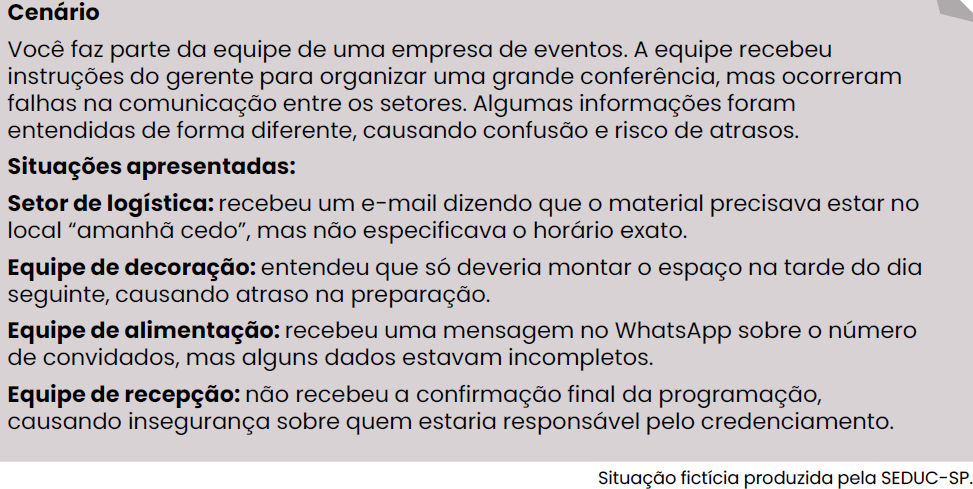 Cenário
Você faz parte da equipe de uma empresa de eventos. A equipe recebeu
instruções do gerente para organizar uma grande conferência, mas ocorreram
falhas na comunicação entre os setores. Algumas informações foram
entendidas de forma diferente, causando confusão e risco de atrasos.
Situações apresentadas:
Setor de logística: recebeu um e-mail dizendo que o material precisava estar no
local “amanhã cedo”, mas não especificava o horário exato.
Equipe de decoração: entendeu que só deveria montar o espaço na tarde do dia
seguinte, causando atraso na preparação.
Equipe de alimentação: recebeu uma mensagem no WhatsApp sobre o número
de convidados, mas alguns dados estavam incompletos.
Equipe de recepção: não recebeu a confirmação final da programação,
causando insegurança sobre quem estaria responsável pelo credenciamento.
Situação fictícia produzida pela SEDUC-SP.